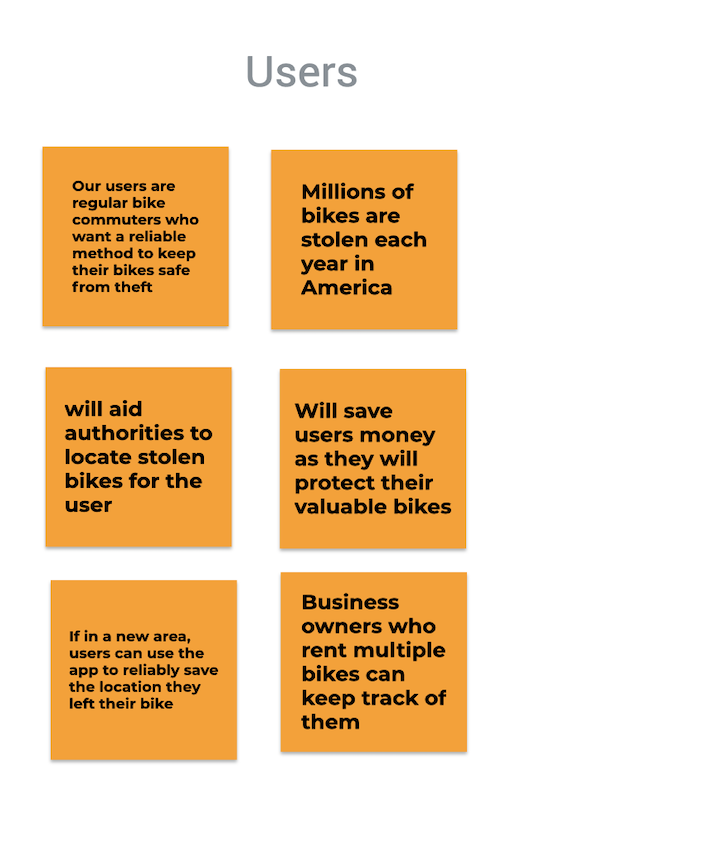 Users
Our users are
regular bike
commuters who
want a reliable
method to keep
their bikes safe
from theft
Millions of
bikes are
stolen each
year in
America
will aid
authorities to
locate stolen
bikes for the
user
Will save
users money
as they will
protect their
valuable bikes
If in a new area,
users can use the
app to reliably save
the location they
left their bike
Business
owners who
rent multiple
bikes can
keep track of
them